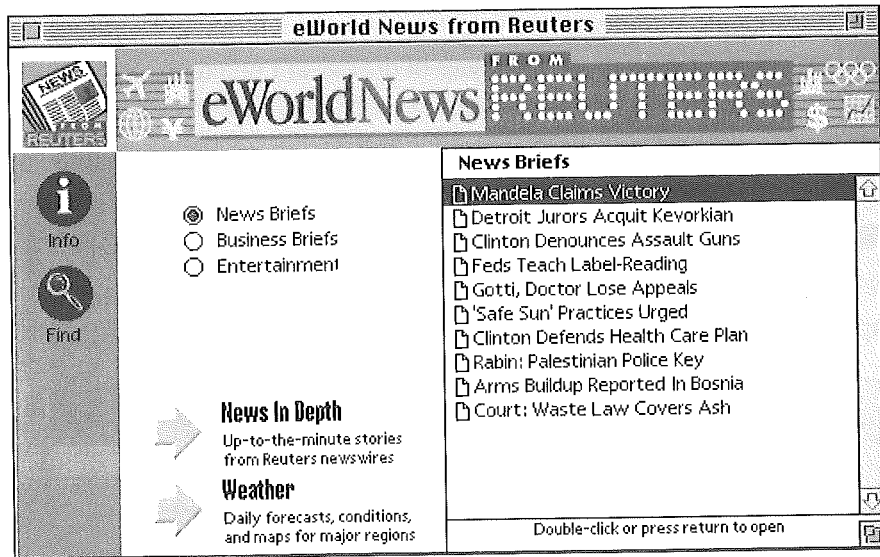 eWorld News from Reuters
NEWS
FROM
REUTERS
eWorldNews
FROM
REUTERS
Info
Find
News Briefs
Business Briefs
Entertainment
News In Depth
Up-to-the-minute stories
from Reuters newswires
Weather
Daily forecasts, conditions,
and maps for major regions
News Briefs
Mandela Claims Victory
Detroit Jurors Acquit Kevorkian
Clinton Denounces Assault Guns
Feds Teach Label-Reading
Gotti, Doctor Lose Appeals
'Safe Sun' Practices Urged
Clinton Defends Health Care Plan
Rabin: Palestinian Police Key
Arms Buildup Reported In Bosnia
Court: Waste Law Covers Ash
Double-click or press return to open